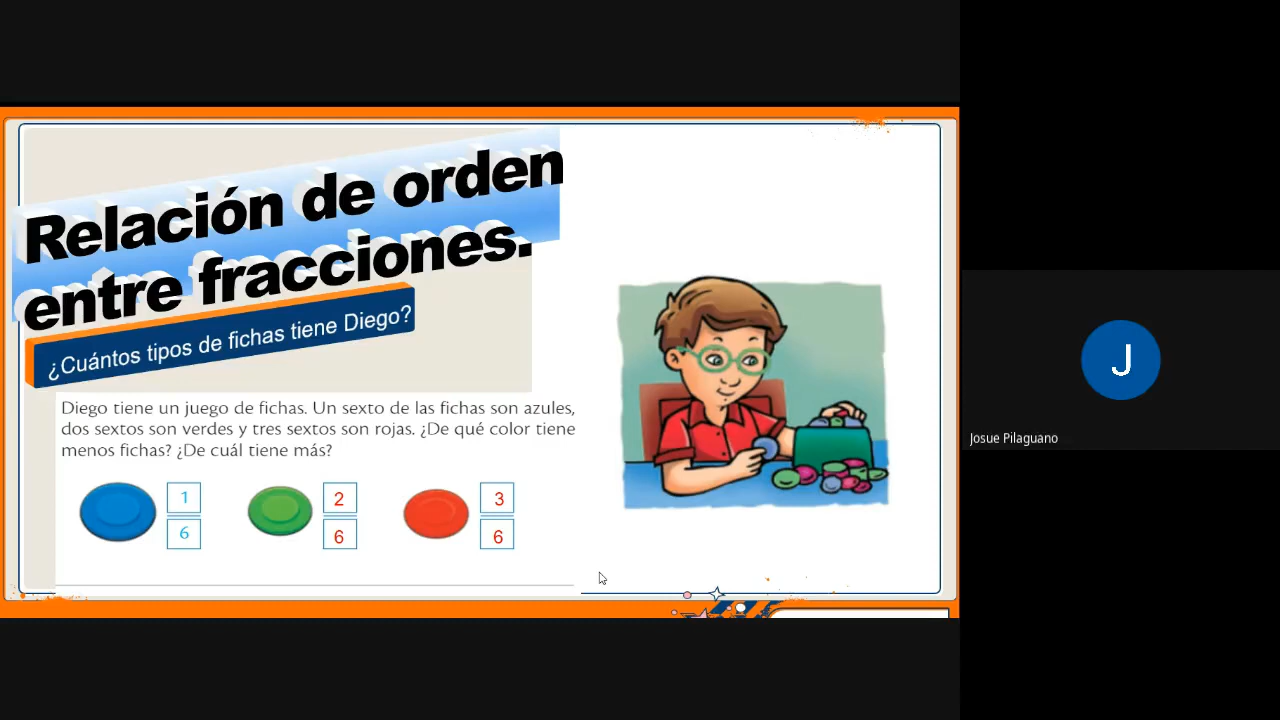 Relación de orden
entre fracciones.
¿Cuántos tipos de fichas tiene Diego?
Diego tiene un juego de fichas. Un sexto de las fichas son azules,
dos sextos son verdes y tres sextos son rojas. ¿De qué color tiene
menos fichas? ¿De cuál tiene más?
1 2 3
6 6 6
J
Josue Pilaguano